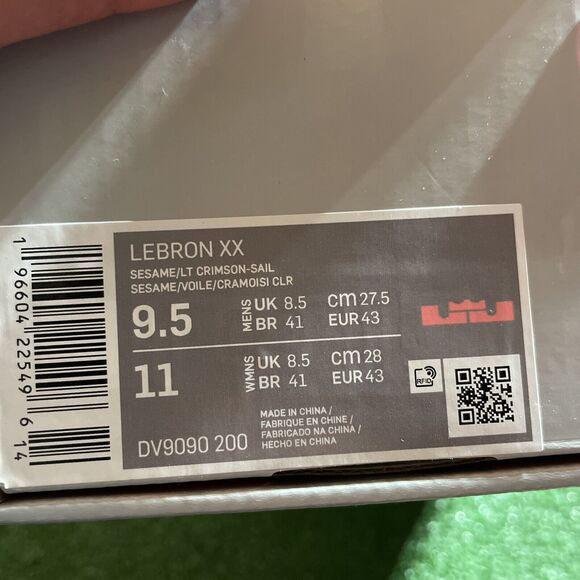 LEBRON XX
SESAME/LT CRIMSON-SAIL
SESAME/VOILE/CRAMOISI CLR
9.5 MENS UK 8.5 CM 27.5
BR 41 EUR 43
11 WMNS UK 8.5 CM 28
BR 41 EUR 43
RFID
MADE IN CHINA /
FABRIQUE EN CHINE /
FABRICADO NA CHINA /
HECHO EN CHINA
DV9090 200
1 96604 22549 6 14